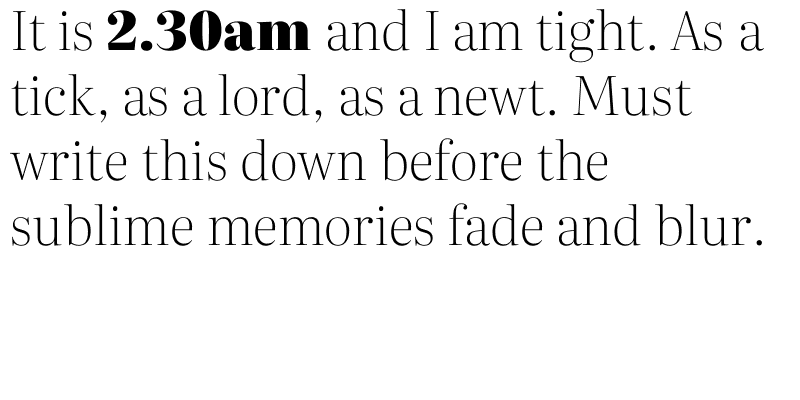 It is 2.30am and I am tight. As a
tick, as a lord, as a newt. Must
write this down before the
sublime memories fade and blur.